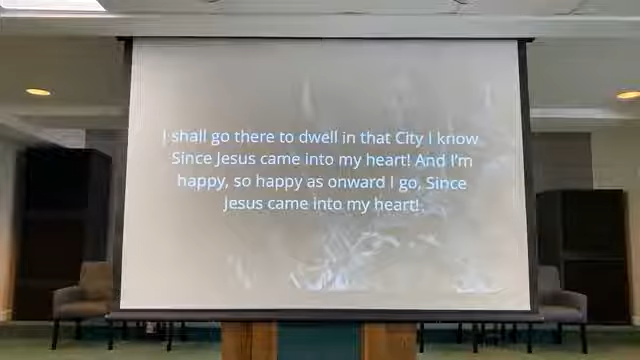 I shall go there to dwell in that City I know
Since Jesus came into my heart! And I'm
happy, so happy as onward I go, Since
Jesus came into my heart!